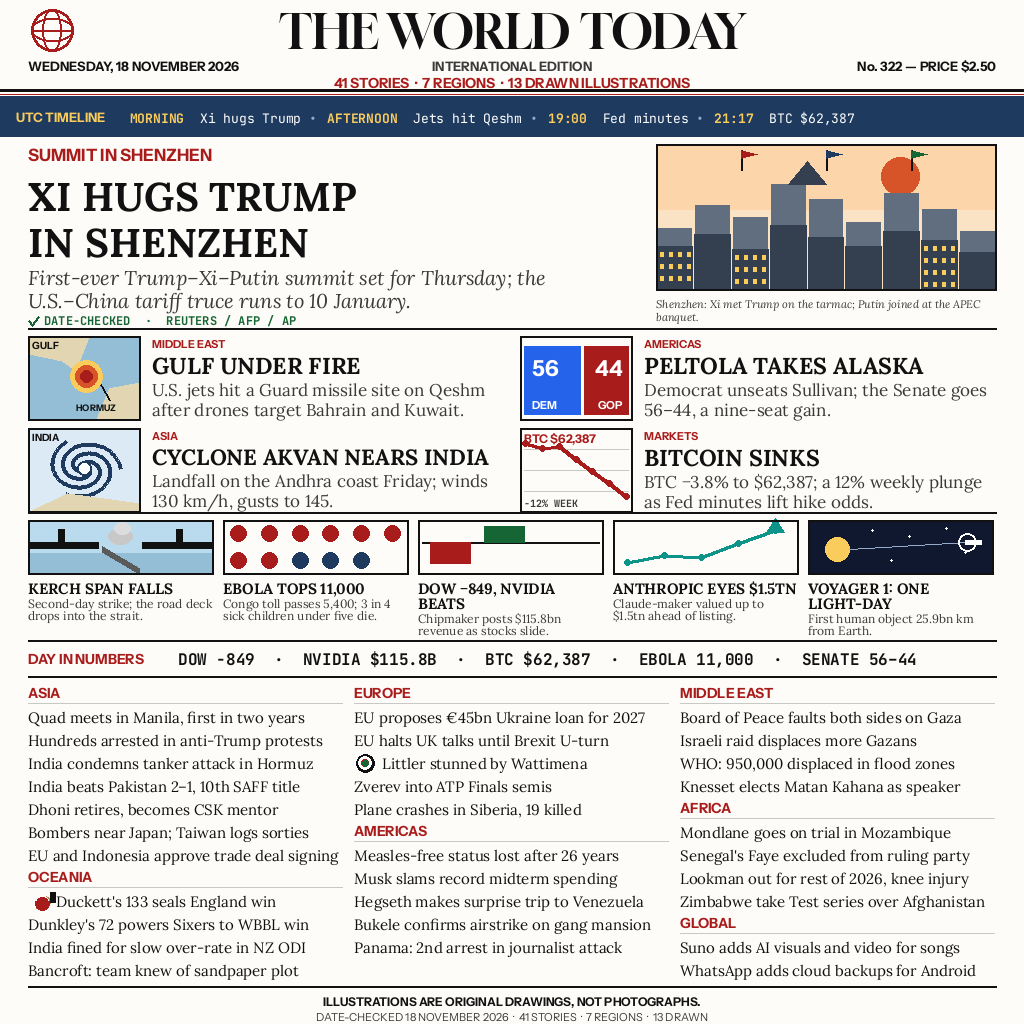 THE WORLD TODAY
WEDNESDAY, 18 NOVEMBER 2026
INTERNATIONAL EDITION
No. 322 — PRICE $2.50
41 STORIES · 7 REGIONS · 13 DRAWN ILLUSTRATIONS
UTC TIMELINE MORNING Xi hugs Trump • AFTERNOON Jets hit Qeshm • 19:00 Fed minutes • 21:17 BTC $62,387
SUMMIT IN SHENZHEN
XI HUGS TRUMP
IN SHENZHEN
First-ever Trump–Xi–Putin summit set for Thursday; the
U.S.–China tariff truce runs to 10 January.
✓ DATE-CHECKED · REUTERS / AFP / AP
Shenzhen: Xi met Trump on the tarmac; Putin joined at the APEC
banquet.
GULF
HORMUZ
MIDDLE EAST
GULF UNDER FIRE
U.S. jets hit a Guard missile site on Qeshm
after drones target Bahrain and Kuwait.
56 44
DEM GOP
AMERICAS
PELTOLA TAKES ALASKA
Democrat unseats Sullivan; the Senate goes
56–44, a nine-seat gain.
INDIA
ASIA
CYCLONE AKVAN NEARS INDIA
Landfall on the Andhra coast Friday; winds
130 km/h, gusts to 145.
BTC $62,387
-12% WEEK
MARKETS
BITCOIN SINKS
BTC −3.8% to $62,387; a 12% weekly plunge
as Fed minutes lift hike odds.
KERCH SPAN FALLS
Second-day strike; the road deck
drops into the strait.
EBOLA TOPS 11,000
Congo toll passes 5,400; 3 in 4
sick children under five die.
DOW −849, NVIDIA
BEATS
Chipmaker posts $115.8bn
revenue as stocks slide.
ANTHROPIC EYES $1.5TN
Claude-maker valued up to
$1.5tn ahead of listing.
VOYAGER 1: ONE
LIGHT-DAY
First human object 25.9bn km
from Earth.
DAY IN NUMBERS DOW -849 · NVIDIA $115.8B · BTC $62,387 · EBOLA 11,000 · SENATE 56–44
ASIA
Quad meets in Manila, first in two years
Hundreds arrested in anti-Trump protests
India condemns tanker attack in Hormuz
India beats Pakistan 2–1, 10th SAFF title
Dhoni retires, becomes CSK mentor
Bombers near Japan; Taiwan logs sorties
EU and Indonesia approve trade deal signing
OCEANIA
Duckett's 133 seals England win
Dunkley's 72 powers Sixers to WBBL win
India fined for slow over-rate in NZ ODI
Bancroft: team knew of sandpaper plot
EUROPE
EU proposes €45bn Ukraine loan for 2027
EU halts UK talks until Brexit U-turn
Littler stunned by Wattimena
Zverev into ATP Finals semis
Plane crashes in Siberia, 19 killed
AMERICAS
Measles-free status lost after 26 years
Musk slams record midterm spending
Hegseth makes surprise trip to Venezuela
Bukele confirms airstrike on gang mansion
Panama: 2nd arrest in journalist attack
MIDDLE EAST
Board of Peace faults both sides on Gaza
Israeli raid displaces more Gazans
WHO: 950,000 displaced in flood zones
Knesset elects Matan Kahana as speaker
AFRICA
Mondlane goes on trial in Mozambique
Senegal's Faye excluded from ruling party
Lookman out for rest of 2026, knee injury
Zimbabwe take Test series over Afghanistan
GLOBAL
Suno adds AI visuals and video for songs
WhatsApp adds cloud backups for Android
ILLUSTRATIONS ARE ORIGINAL DRAWINGS, NOT PHOTOGRAPHS.
DATE-CHECKED 18 NOVEMBER 2026 · 41 STORIES · 7 REGIONS · 13 DRAWN